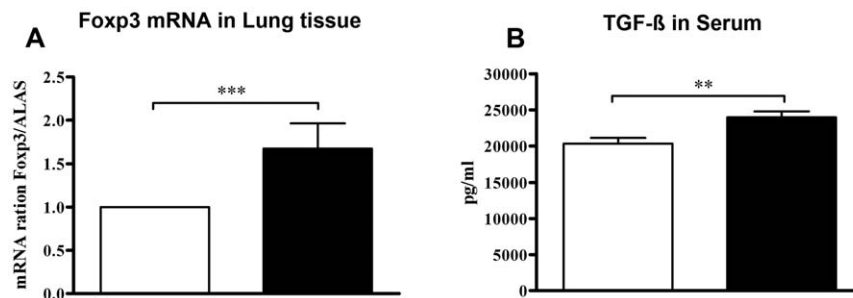 Foxp3 mRNA in Lung tissue
A
mRNA ration Foxp3/ALAS
2.5
2.0
1.5
1.0
0.5
0.0
***
TGF-ß in Serum
B
pg/ml
30000
25000
20000
15000
10000
5000
0
**